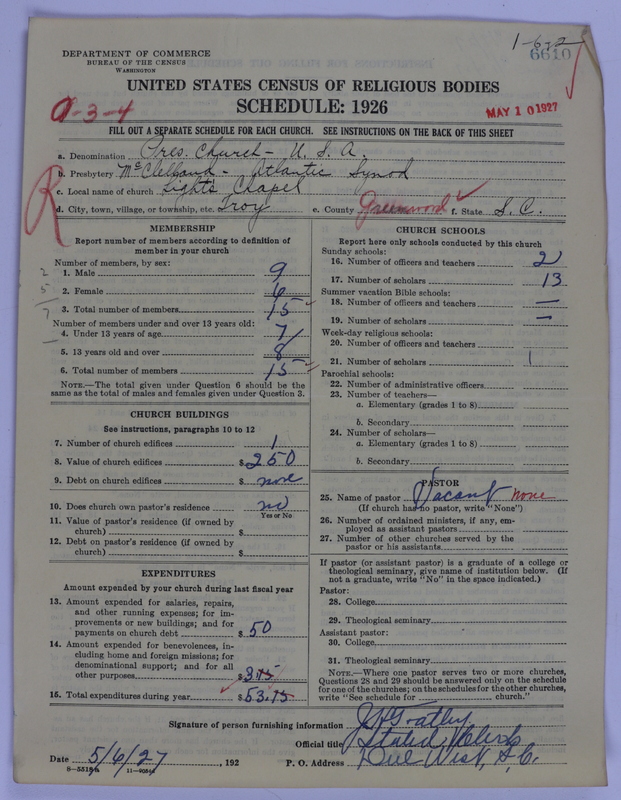 1-6-2
6610
DEPARTMENT OF COMMERCE
BUREAU OF THE CENSUS
WASHINGTON
UNITED STATES CENSUS OF RELIGIOUS BODIES
SCHEDULE: 1926
9-3-4
MAY 10 1927
FILL OUT A SEPARATE SCHEDULE FOR EACH CHURCH. SEE INSTRUCTIONS ON THE BACK OF THIS SHEET
a. Denomination Pres. Church - U. S. A.
b. Presbytery McClelland - Atlantic Synod
c. Local name of church Lights Chapel
d. City, town, village, or township, etc. Troy e. County Greenwood f. State S. C.
R
MEMBERSHIP
Report number of members according to definition of member in your church
Number of members, by sex:
1. Male 9
2. Female 6
3. Total number of members 15
Number of members under and over 13 years old:
4. Under 13 years of age 7
5. 13 years old and over 8
6. Total number of members 15
NOTE.—The total given under Question 6 should be the same as the total of males and females given under Question 3.
2
5
7
CHURCH BUILDINGS
See instructions, paragraphs 10 to 12
7. Number of church edifices 1
8. Value of church edifices $ 250
9. Debt on church edifices $ none
10. Does church own pastor's residence no
Yes or No
11. Value of pastor's residence (if owned by church) $
12. Debt on pastor's residence (if owned by church) $
EXPENDITURES
Amount expended by your church during last fiscal year
13. Amount expended for salaries, repairs, and other running expenses; for improvements or new buildings; and for payments on church debt $ 50
14. Amount expended for benevolences, including home and foreign missions; for denominational support; and for all other purposes $ 3.15
15. Total expenditures during year $ 53.15
CHURCH SCHOOLS
Report here only schools conducted by this church
Sunday schools:
16. Number of officers and teachers 2
17. Number of scholars 13
Summer vacation Bible schools:
18. Number of officers and teachers —
19. Number of scholars —
Week-day religious schools:
20. Number of officers and teachers
21. Number of scholars
Parochial schools:
22. Number of administrative officers
23. Number of teachers—
a. Elementary (grades 1 to 8)
b. Secondary
24. Number of scholars—
a. Elementary (grades 1 to 8)
b. Secondary
PASTOR
25. Name of pastor Vacant none
(If church has no pastor, write "None")
26. Number of ordained ministers, if any, employed as assistant pastors
27. Number of other churches served by the pastor or his assistants
If pastor (or assistant pastor) is a graduate of a college or theological seminary, give name of institution below. (If not a graduate, write "No" in the space indicated.)
Pastor:
28. College
29. Theological seminary
Assistant pastor:
30. College
31. Theological seminary
NOTE.—Where one pastor serves two or more churches, Questions 28 and 29 should be answered only on the schedule for one of the churches; on the schedules for the other churches, write "See schedule for church."
Signature of person furnishing information
Official title Stated Clerk
Date 5/6/27, 192 P. O. Address Due West, S.C.
8-5518a